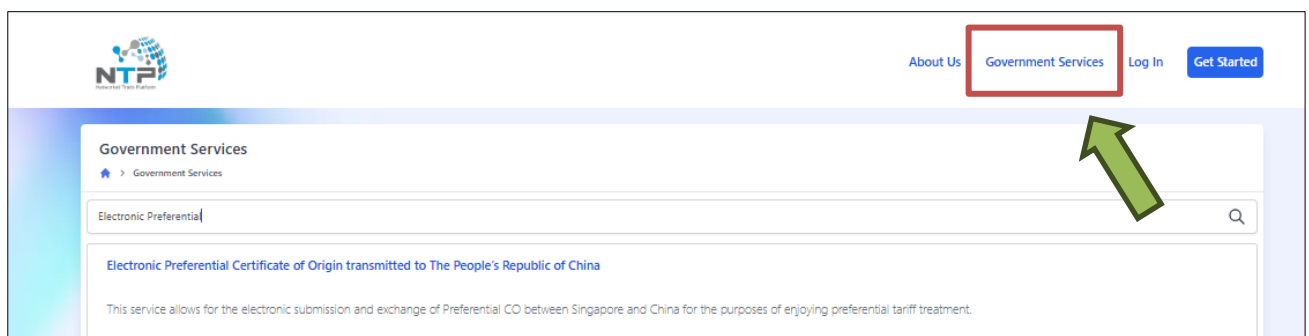 NTP
Networked Trade Platform
About Us
Government Services
Log In
Get Started
Government Services
> Government Services
Electronic Preferential
Electronic Preferential Certificate of Origin transmitted to The People's Republic of China
This service allows for the electronic submission and exchange of Preferential CO between Singapore and China for the purposes of enjoying preferential tariff treatment.